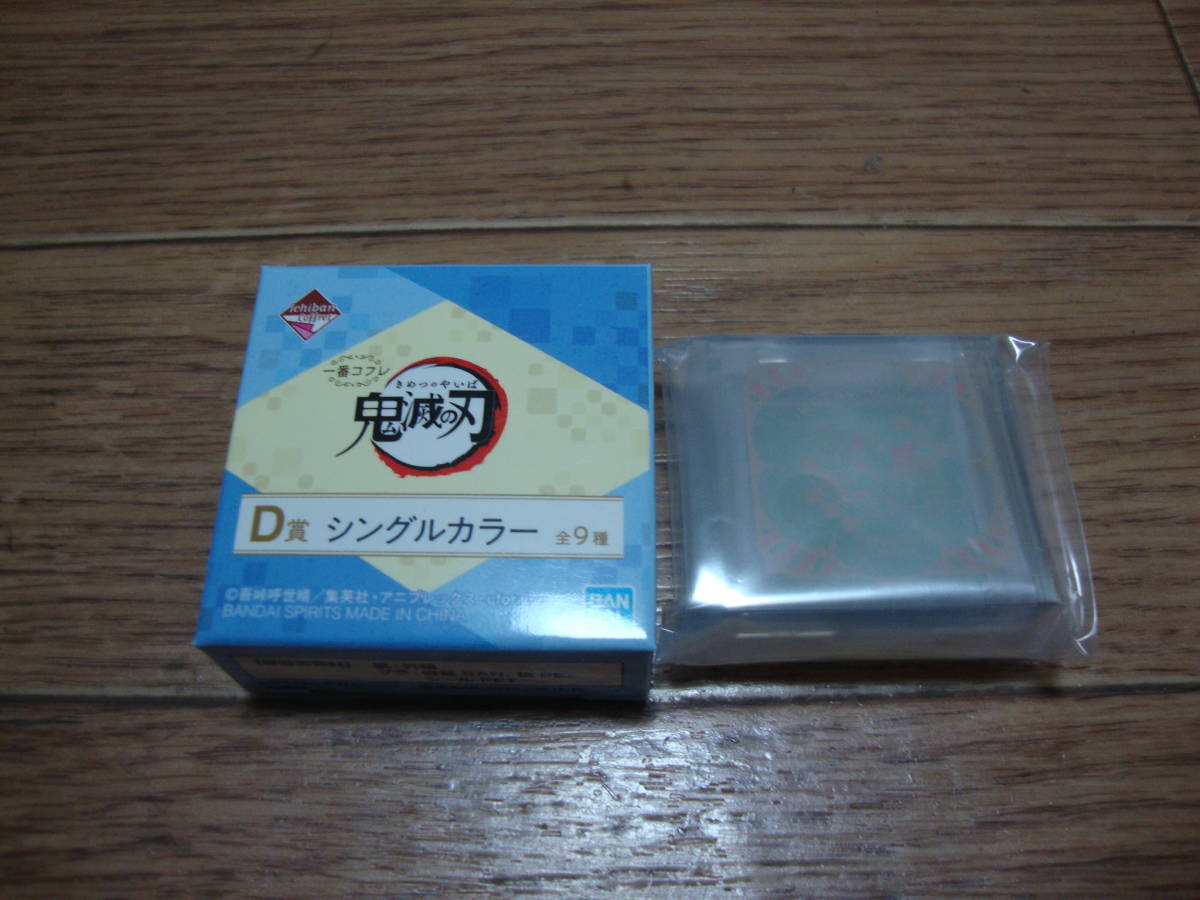 Ichiban
coffret
一番コフレ
きめつのやいば
鬼滅の刃
D賞 シングルカラー 全9種
©吾峠呼世晴／集英社・アニプレックス・ufo
BANDAI SPIRITS MADE IN CHINA
BAN